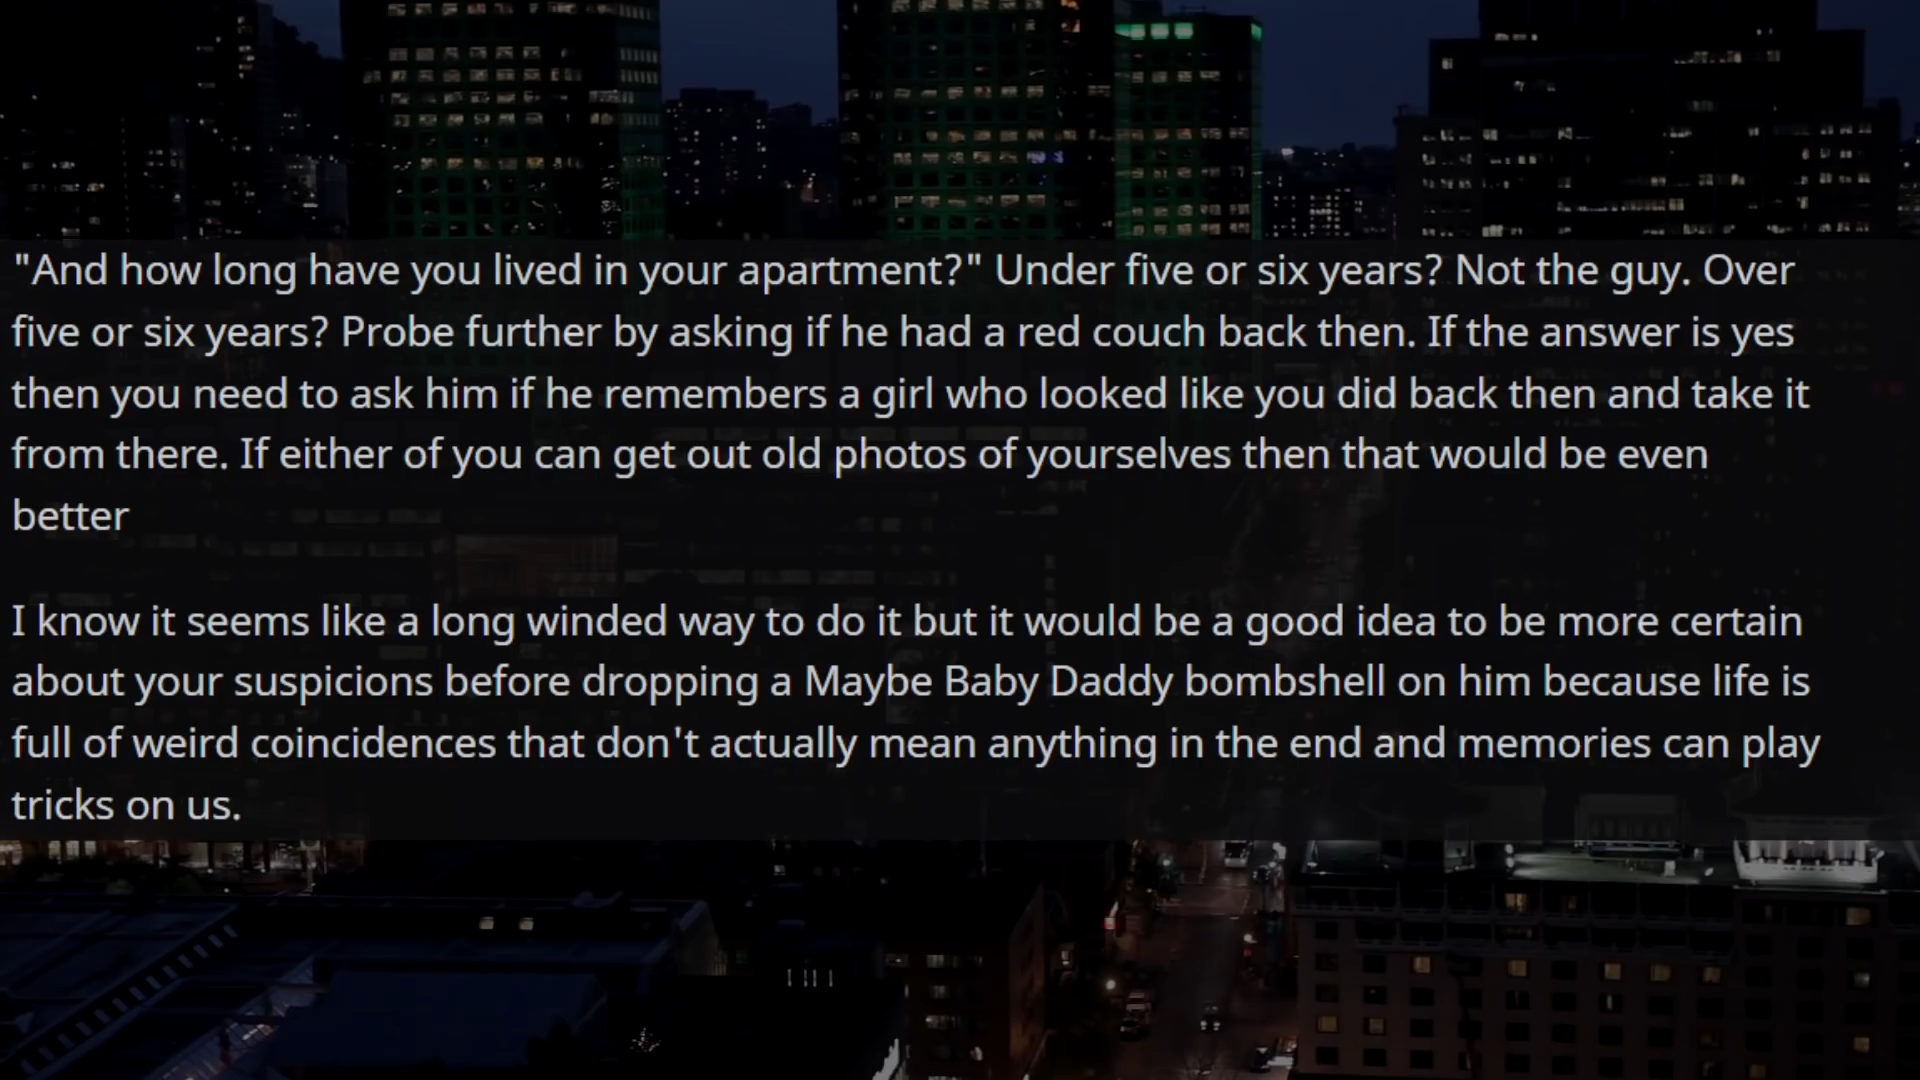 "And how long have you lived in your apartment?" Under five or six years? Not the guy. Over
five or six years? Probe further by asking if he had a red couch back then. If the answer is yes
then you need to ask him if he remembers a girl who looked like you did back then and take it
from there. If either of you can get out old photos of yourselves then that would be even
better
I know it seems like a long winded way to do it but it would be a good idea to be more certain
about your suspicions before dropping a Maybe Baby Daddy bombshell on him because life is
full of weird coincidences that don't actually mean anything in the end and memories can play
tricks on us.